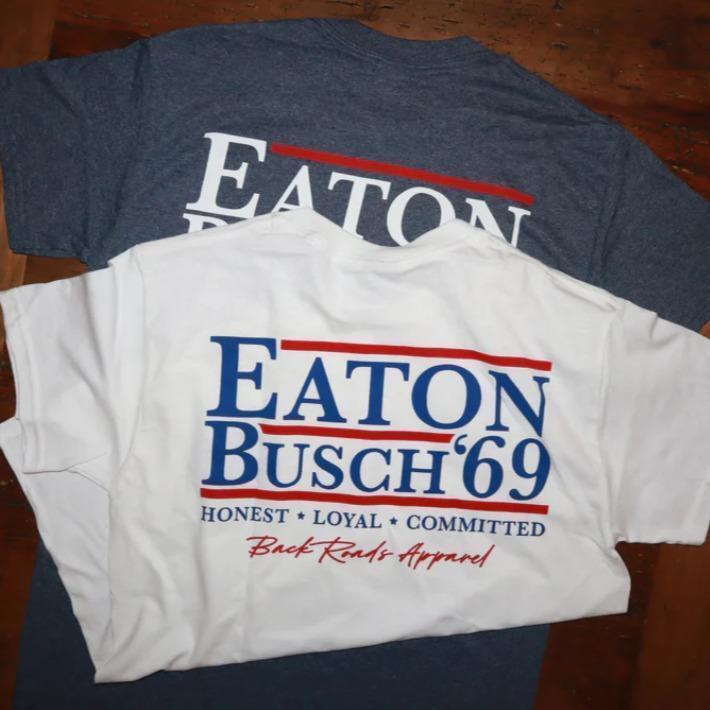 EATON
EATON
BUSCH '69
HONEST ★ LOYAL ★ COMMITTED
Back Roads Apparel